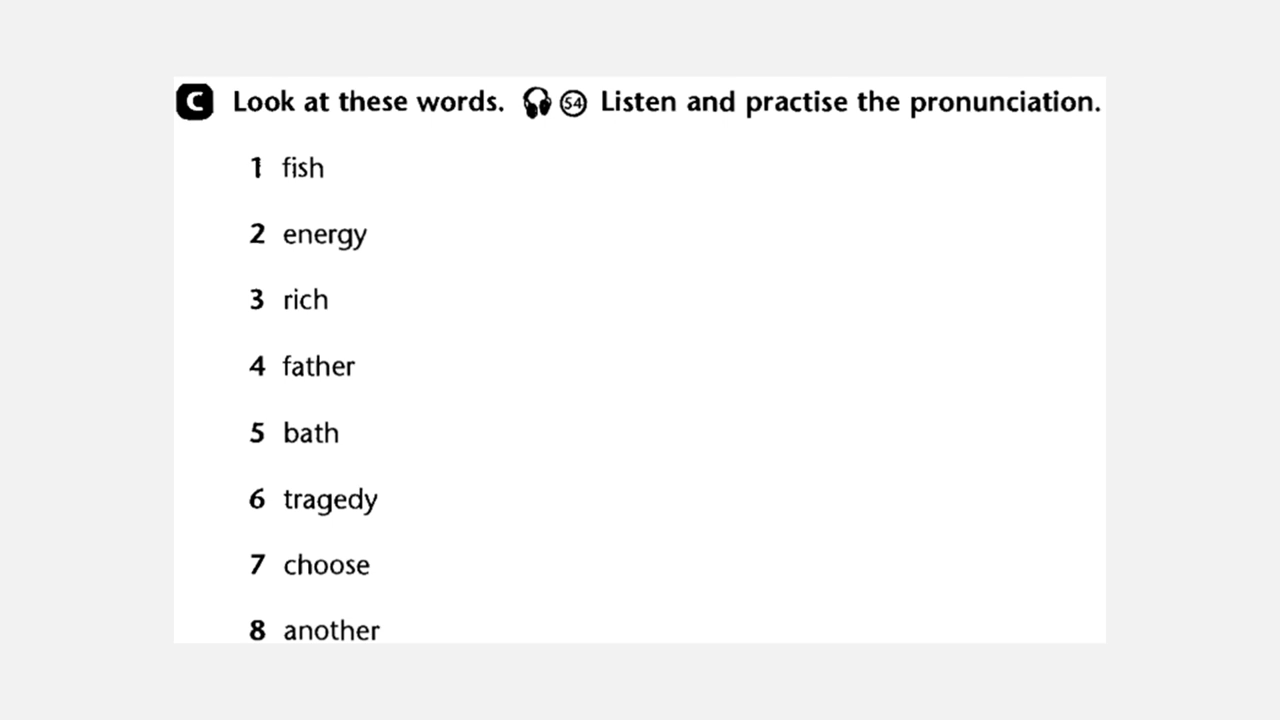 C Look at these words. 54 Listen and practise the pronunciation.
1 fish
2 energy
3 rich
4 father
5 bath
6 tragedy
7 choose
8 another